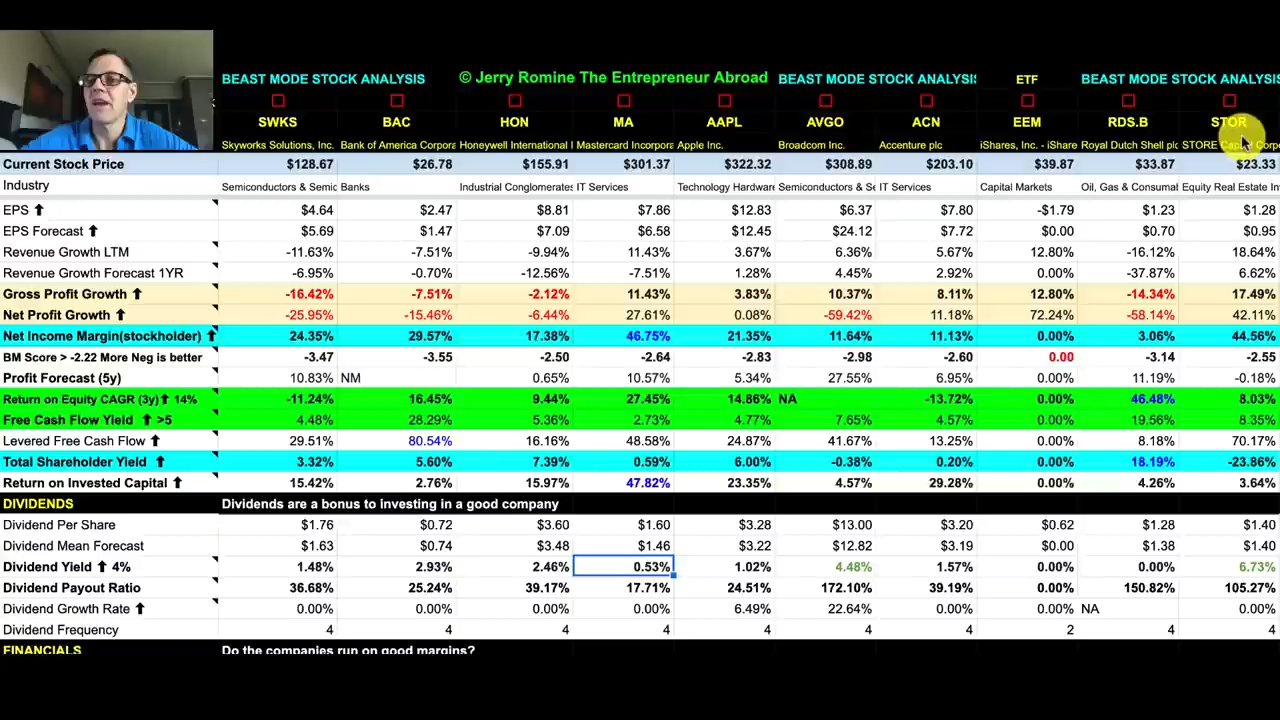 BEAST MODE STOCK ANALYSIS © Jerry Romine The Entrepreneur Abroad BEAST MODE STOCK ANALYSIS ETF BEAST MODE STOCK ANALYSIS
SWKS BAC HON MA AAPL AVGO ACN EEM RDS.B STOR
Skyworks Solutions, Inc. Bank of America Corpora Honeywell International I Mastercard Incorpora Apple Inc. Broadcom Inc. Accenture plc iShares, Inc. - iShare Royal Dutch Shell plc STORE Capital Corpo
Current Stock Price $128.67 $26.78 $155.91 $301.37 $322.32 $308.89 $203.10 $39.87 $33.87 $23.33
Industry Semiconductors & Semic Banks Industrial Conglomerates IT Services Technology Hardware Semiconductors & Se IT Services Capital Markets Oil, Gas & Consumal Equity Real Estate In
EPS ⬆ $4.64 $2.47 $8.81 $7.86 $12.83 $6.37 $7.80 -$1.79 $1.23 $1.28
EPS Forecast ⬆ $5.69 $1.47 $7.09 $6.58 $12.45 $24.12 $7.72 $0.00 $0.70 $0.95
Revenue Growth LTM -11.63% -7.51% -9.94% 11.43% 3.67% 6.36% 5.67% 12.80% -16.12% 18.64%
Revenue Growth Forecast 1YR -6.95% -0.70% -12.56% -7.51% 1.28% 4.45% 2.92% 0.00% -37.87% 6.62%
Gross Profit Growth ⬆ -16.42% -7.51% -2.12% 11.43% 3.83% 10.37% 8.11% 12.80% -14.34% 17.49%
Net Profit Growth ⬆ -25.95% -15.46% -6.44% 27.61% 0.08% -59.42% 11.18% 72.24% -58.14% 42.11%
Net Income Margin(stockholder) ⬆ 24.35% 29.57% 17.38% 46.75% 21.35% 11.64% 11.13% 0.00% 3.06% 44.56%
BM Score > -2.22 More Neg is better -3.47 -3.55 -2.50 -2.64 -2.83 -2.98 -2.60 0.00 -3.14 -2.55
Profit Forecast (5y) 10.83% NM 0.65% 10.57% 5.34% 27.55% 6.95% 0.00% 11.19% -0.18%
Return on Equity CAGR (3y)⬆ 14% -11.24% 16.45% 9.44% 27.45% 14.86% NA -13.72% 0.00% 46.48% 8.03%
Free Cash Flow Yield ⬆ >5 4.48% 28.29% 5.36% 2.73% 4.77% 7.65% 4.57% 0.00% 19.56% 8.35%
Levered Free Cash Flow ⬆ 29.51% 80.54% 16.16% 48.58% 24.87% 41.67% 13.25% 0.00% 8.18% 70.17%
Total Shareholder Yield ⬆ 3.32% 5.60% 7.39% 0.59% 6.00% -0.38% 0.20% 0.00% 18.19% -23.86%
Return on Invested Capital ⬆ 15.42% 2.76% 15.97% 47.82% 23.35% 4.57% 29.28% 0.00% 4.26% 3.64%
DIVIDENDS Dividends are a bonus to investing in a good company
Dividend Per Share $1.76 $0.72 $3.60 $1.60 $3.28 $13.00 $3.20 $0.62 $1.28 $1.40
Dividend Mean Forecast $1.63 $0.74 $3.48 $1.46 $3.22 $12.82 $3.19 $0.00 $1.38 $1.40
Dividend Yield ⬆ 4% 1.48% 2.93% 2.46% 0.53% 1.02% 4.48% 1.57% 0.00% 0.00% 6.73%
Dividend Payout Ratio 36.68% 25.24% 39.17% 17.71% 24.51% 172.10% 39.19% 0.00% 150.82% 105.27%
Dividend Growth Rate ⬆ 0.00% 0.00% 0.00% 0.00% 6.49% 22.64% 0.00% 0.00% NA 0.00%
Dividend Frequency 4 4 4 4 4 4 4 2 4 4
FINANCIALS Do the companies run on good margins?